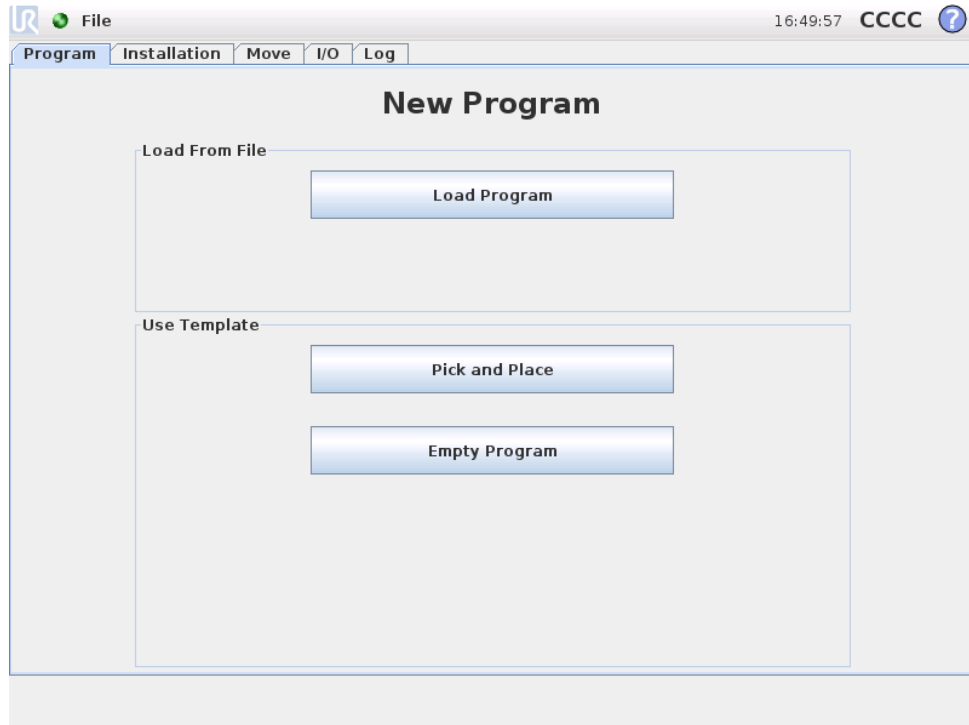 UR File 16:49:57 CCCC ?
Program Installation Move I/O Log
New Program
Load From File
Load Program
Use Template
Pick and Place
Empty Program